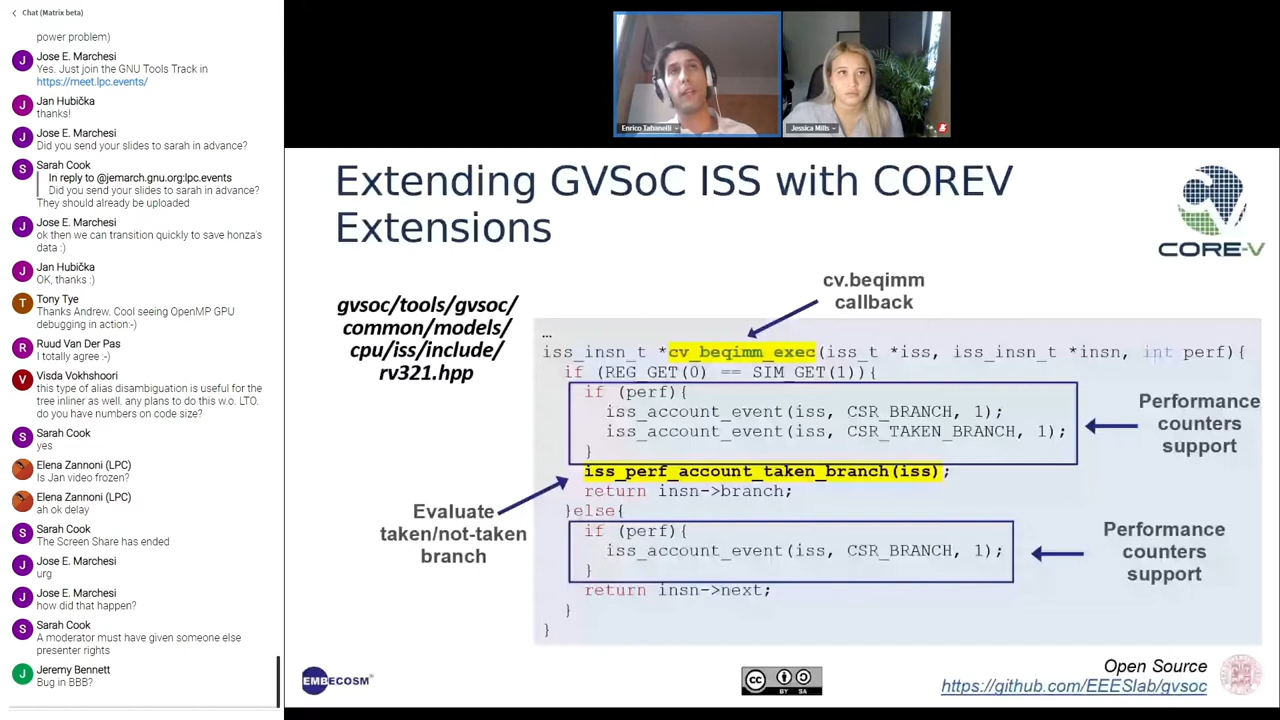 Chat (Matrix beta)
power problem)
Jose E. Marchesi
Yes. Just join the GNU Tools Track in
https://meet.lpc.events/
Jan Hubička
thanks!
Jose E. Marchesi
Did you send your slides to sarah in advance?
Sarah Cook
In reply to @jemarch:gnu.org:lpc.events
Did you send your slides to sarah in advance?
They should already be uploaded
Jose E. Marchesi
ok then we can transition quickly to save honza's
data :)
Jan Hubička
OK, thanks :)
Tony Tye
Thanks Andrew. Cool seeing OpenMP GPU
debugging in action:-)
Ruud Van Der Pas
I totally agree :-)
Visda Vokhshoori
this type of alias disambiguation is useful for the
tree inliner as well. any plans to do this w.o. LTO.
do you have numbers on code size?
Sarah Cook
yes
Elena Zannoni (LPC)
Is Jan video frozen?
Elena Zannoni (LPC)
ah ok delay
Sarah Cook
The Screen Share has ended
Jose E. Marchesi
urg
Jose E. Marchesi
how did that happen?
Sarah Cook
A moderator must have given someone else
presenter rights
Jeremy Bennett
Bug in BBB?
Enrico Tabanelli
Jessica Mills
Extending GVSoC ISS with COREV
Extensions
CORE-V
gvsoc/tools/gvsoc/
common/models/
cpu/iss/include/
rv321.hpp
cv.beqimm
callback
…
iss_insn_t *cv_beqimm_exec(iss_t *iss, iss_insn_t *insn, int perf){
if (REG_GET(0) == SIM_GET(1)){
if (perf){
iss_account_event(iss, CSR_BRANCH, 1);
iss_account_event(iss, CSR_TAKEN_BRANCH, 1);
}
iss_perf_account_taken_branch(iss);
return insn->branch;
}else{
if (perf){
iss_account_event(iss, CSR_BRANCH, 1);
}
return insn->next;
}
}
Performance
counters
support
Evaluate
taken/not-taken
branch
Performance
counters
support
EMBECOSM®
cc
BY SA
Open Source
https://github.com/EEESlab/gvsoc